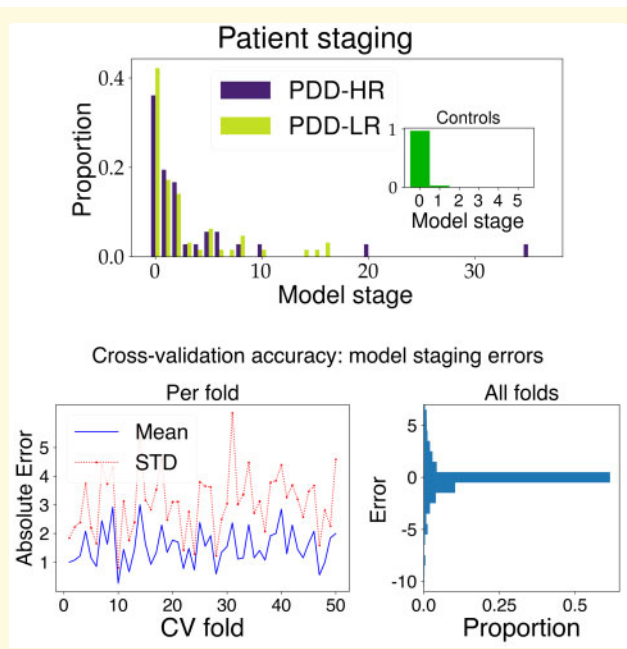 Patient staging
Proportion
0.4
0.2
0.0
PDD-HR
PDD-LR
Controls
1
0
0 1 2 3 4 5
Model stage
0 10 20 30
Model stage
Cross-validation accuracy: model staging errors
Per fold
Absolute Error
5
4
3
2
1
Mean
STD
0 10 20 30 40 50
CV fold
All folds
Error
5
0
-5
-10
0.0 0.5
Proportion